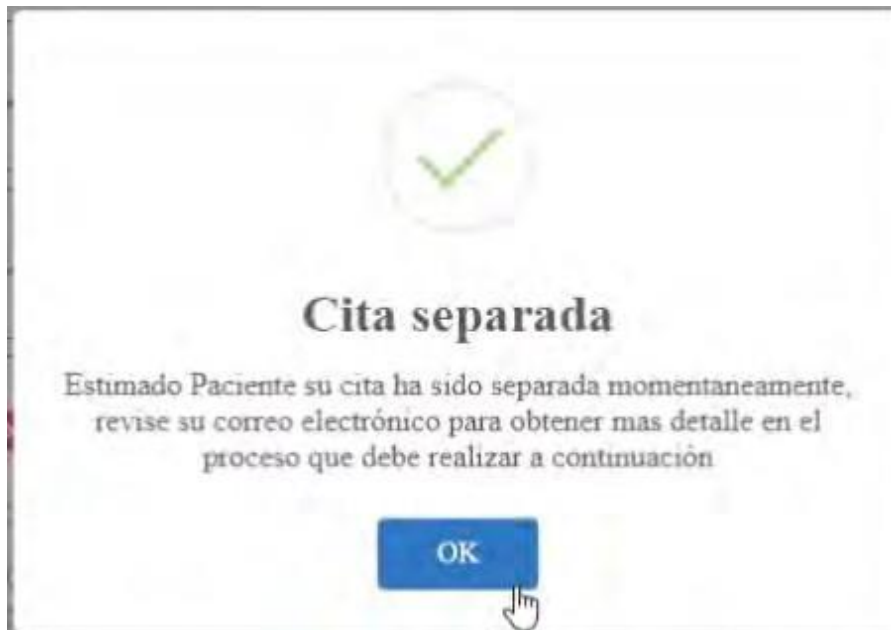 Cita separada
Estimado Paciente su cita ha sido separada momentaneamente,
revise su correo electrónico para obtener mas detalle en el
proceso que debe realizar a continuación
OK